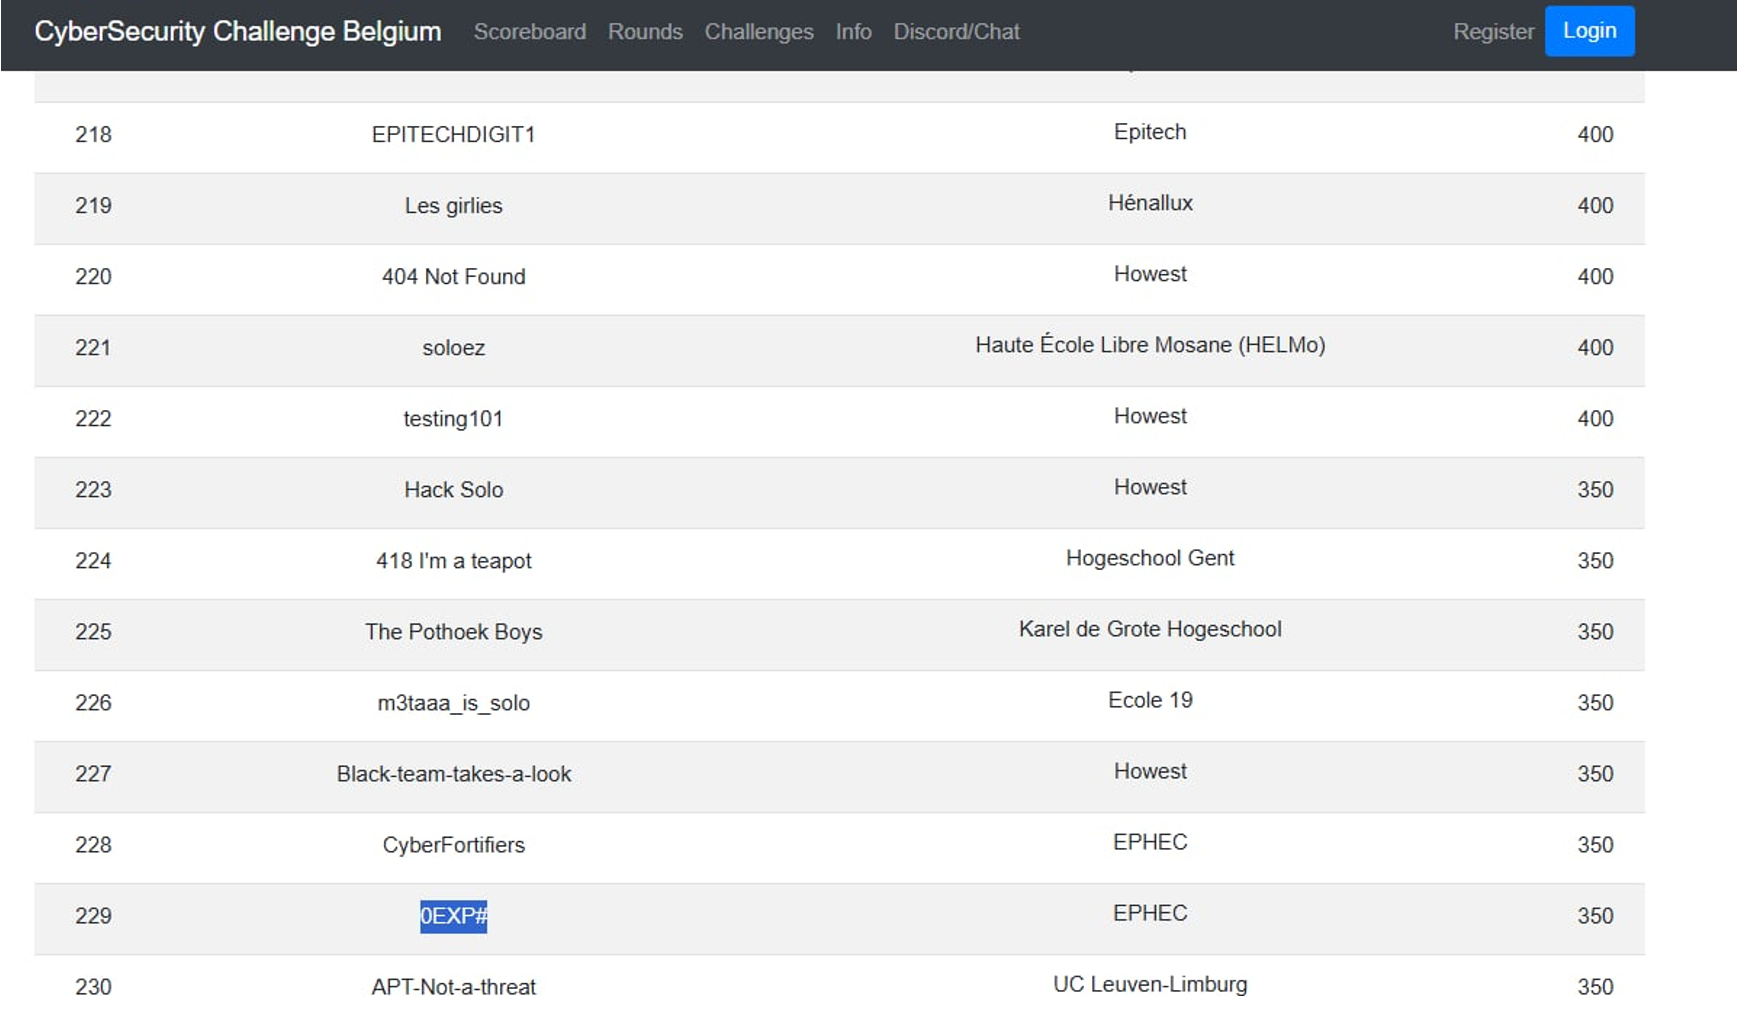 CyberSecurity Challenge Belgium Scoreboard Rounds Challenges Info Discord/Chat Register Login
218 EPITECHDIGIT1 Epitech 400
219 Les girlies Hénallux 400
220 404 Not Found Howest 400
221 soloez Haute École Libre Mosane (HELMo) 400
222 testing101 Howest 400
223 Hack Solo Howest 350
224 418 I'm a teapot Hogeschool Gent 350
225 The Pothoek Boys Karel de Grote Hogeschool 350
226 m3taaa_is_solo Ecole 19 350
227 Black-team-takes-a-look Howest 350
228 CyberFortifiers EPHEC 350
229 0EXP# EPHEC 350
230 APT-Not-a-threat UC Leuven-Limburg 350